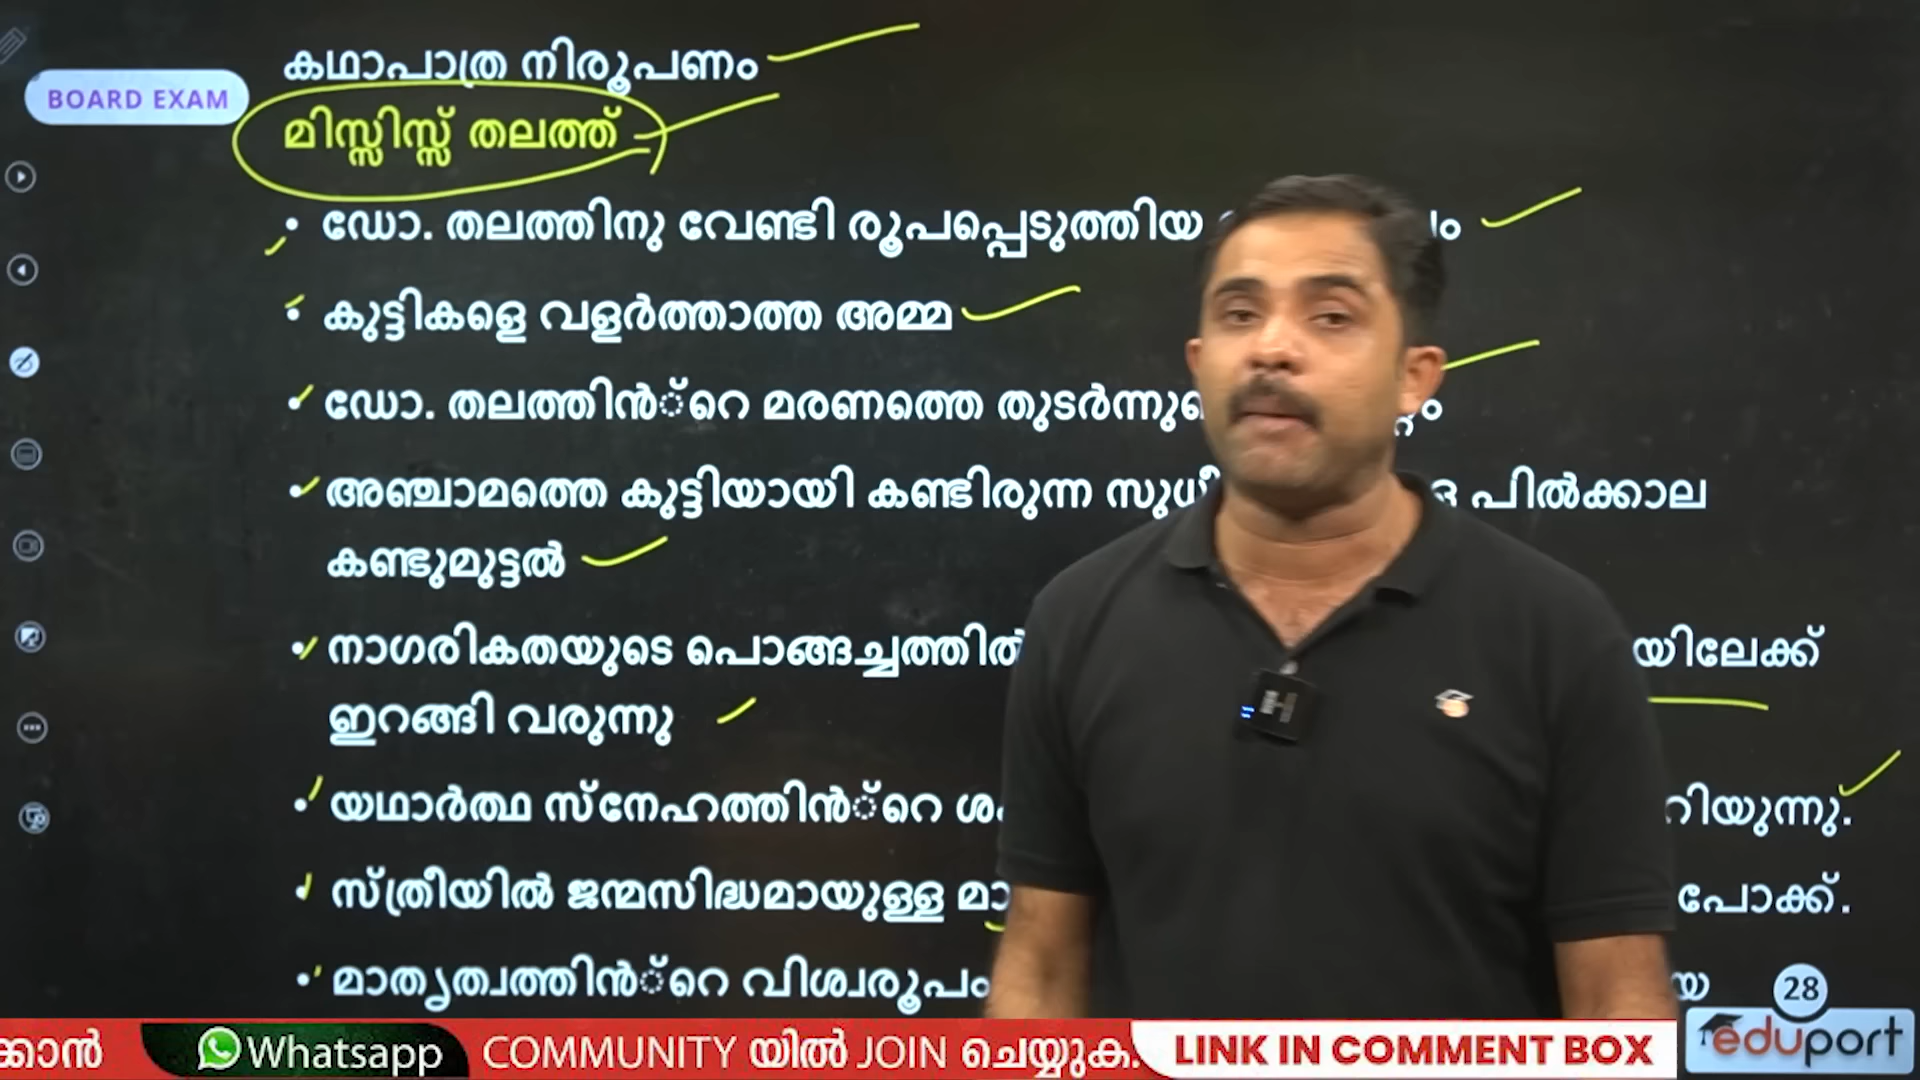 കഥാപാത്ര നിരൂപണം
BOARD EXAM
മിസ്സിസ്സ് തലത്ത്
• ഡോ. തലത്തിനു വേണ്ടി രൂപപ്പെടുത്തിയ
• കുട്ടികളെ വളർത്താത്ത അമ്മ
• ഡോ. തലത്തിൻ്റെ മരണത്തെ
• അഞ്ചാമത്തെ കുട്ടിയായി കണ്ടിരുന്ന പിൽക്കാല
കണ്ടുമുട്ടൽ
• നാഗരികതയുടെ പൊങ്ങച്ചത്തിൽ
ഇറങ്ങി വരുന്നു
• യഥാർത്ഥ സ്നേഹത്തിൻ്റെ
• സ്ത്രീയിൽ ജന്മസിദ്ധമായുള്ള പോക്ക്.
• മാതൃത്വത്തിൻ്റെ വിശ്വരൂപം
28
Whatsapp COMMUNITY യിൽ JOIN ചെയ്യുക. LINK IN COMMENT BOX
eduport